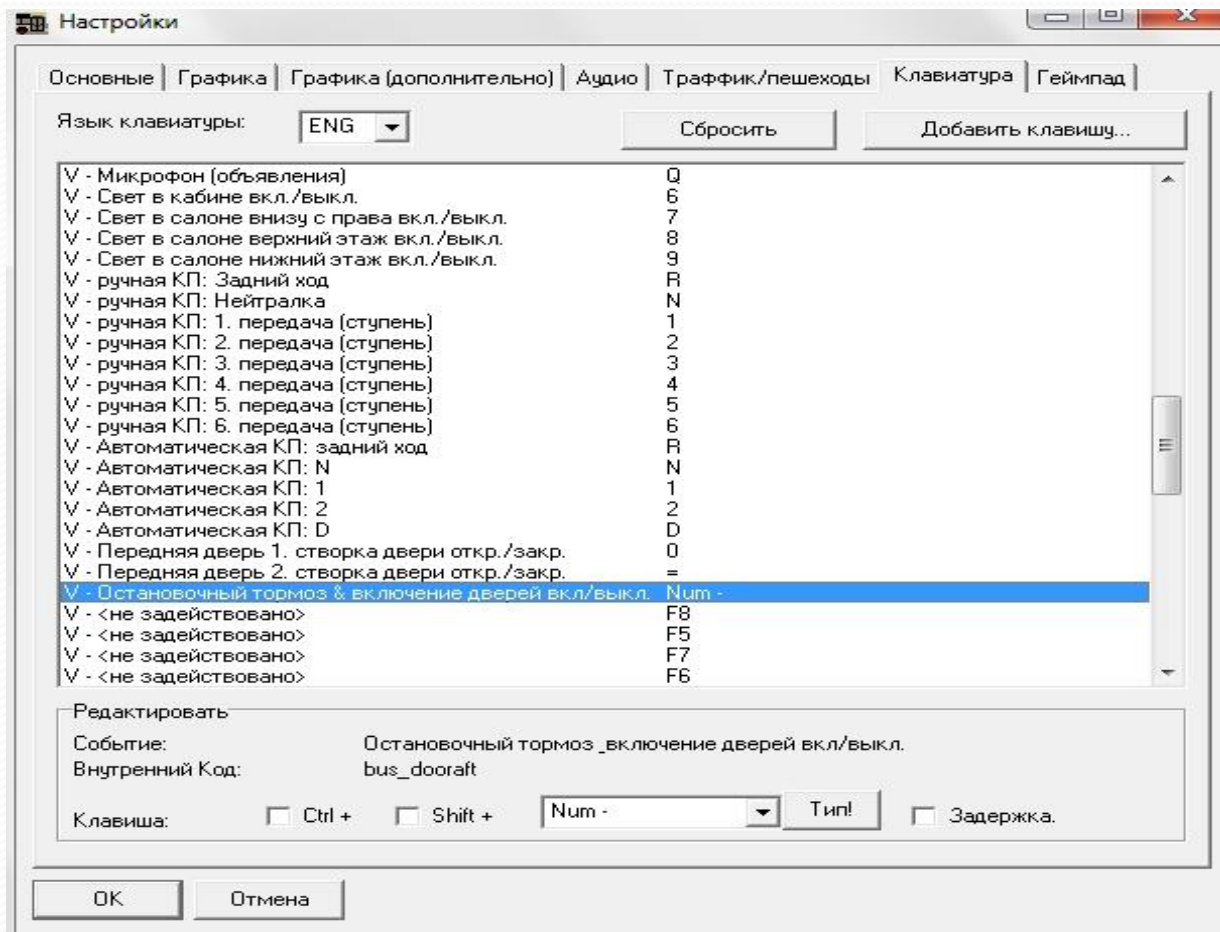 Настройки
Основные Графика Графика (дополнительно) Аудио Траффик/пешеходы Клавиатура Геймпад
Язык клавиатуры: ENG Сбросить Добавить клавишу...
V - Микрофон (объявления) Q
V - Свет в кабине вкл./выкл. 6
V - Свет в салоне внизу с права вкл./выкл. 7
V - Свет в салоне верхний этаж вкл./выкл. 8
V - Свет в салоне нижний этаж вкл./выкл. 9
V - ручная КП: Задний ход R
V - ручная КП: Нейтралка N
V - ручная КП: 1. передача (ступень) 1
V - ручная КП: 2. передача (ступень) 2
V - ручная КП: 3. передача (ступень) 3
V - ручная КП: 4. передача (ступень) 4
V - ручная КП: 5. передача (ступень) 5
V - ручная КП: 6. передача (ступень) 6
V - Автоматическая КП: задний ход R
V - Автоматическая КП: N N
V - Автоматическая КП: 1 1
V - Автоматическая КП: 2 2
V - Автоматическая КП: D D
V - Передняя дверь 1. створка двери откр./закр. 0
V - Передняя дверь 2. створка двери откр./закр. =
V - Остановочный тормоз & включение дверей вкл/выкл. Num -
V - <не задействовано> F8
V - <не задействовано> F5
V - <не задействовано> F7
V - <не задействовано> F6
Редактировать
Событие: Остановочный тормоз _включение дверей вкл/выкл.
Внутренний Код: bus_dooraft
Клавиша: Ctrl + Shift + Num - Тип! Задержка.
OK Отмена